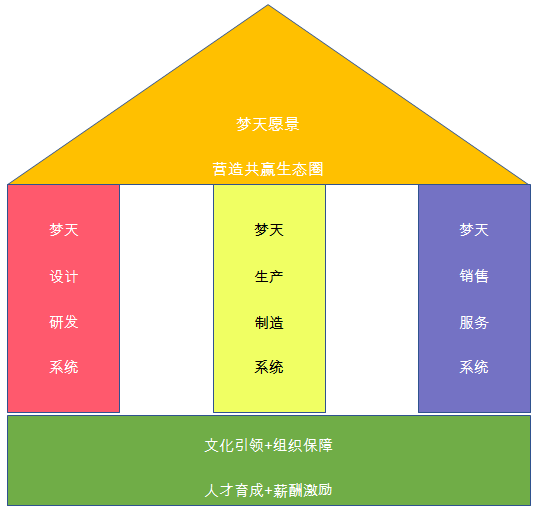 梦天愿景
营造共赢生态圈
梦天
设计
研发
系统
梦天
生产
制造
系统
梦天
销售
服务
系统
文化引领+组织保障
人才育成+薪酬激励